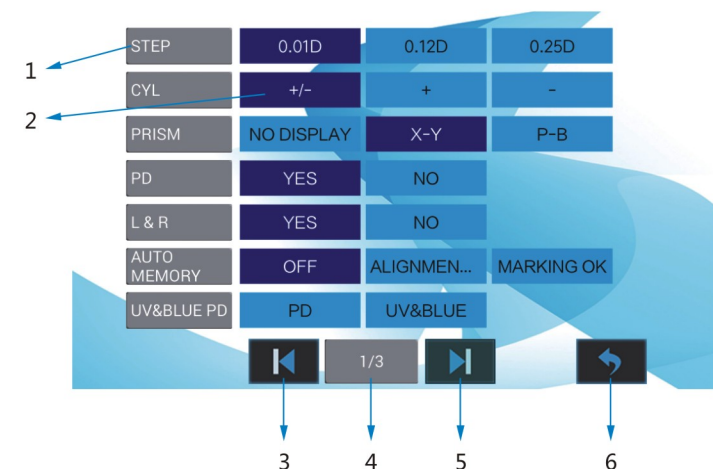 STEP 0.01D 0.12D 0.25D
1
CYL +/- + -
2
PRISM NO DISPLAY X-Y P-B
PD YES NO
L & R YES NO
AUTO
MEMORY OFF ALIGNMEN... MARKING OK
UV&BLUE PD PD UV&BLUE
1/3
3 4 5 6